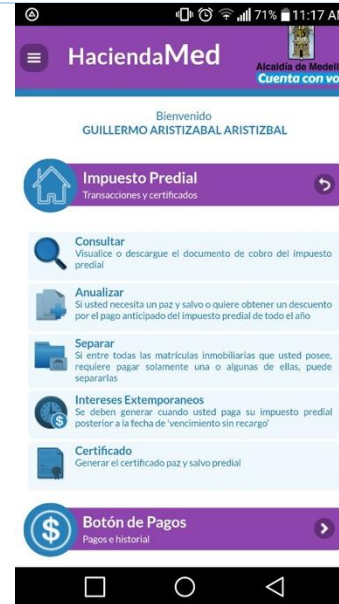 71% 11:17 AM
HaciendaMed
Alcaldía de Medell
Cuenta con vo
Bienvenido
GUILLERMO ARISTIZABAL ARISTIZBAL
Impuesto Predial
Transacciones y certificados
Consultar
Visualice o descargue el documento de cobro del impuesto
predial
Anualizar
Si usted necesita un paz y salvo o quiere obtener un descuento
por el pago anticipado del impuesto predial de todo el año
Separar
Si entre todas las matrículas inmobiliarias que usted posee,
requiere pagar solamente una o algunas de ellas, puede
separarlas
Intereses Extemporaneos
Se deben generar cuando usted paga su impuesto predial
posterior a la fecha de 'vencimiento sin recargo'
Certificado
Generar el certificado paz y salvo predial
Botón de Pagos
Pagos e historial